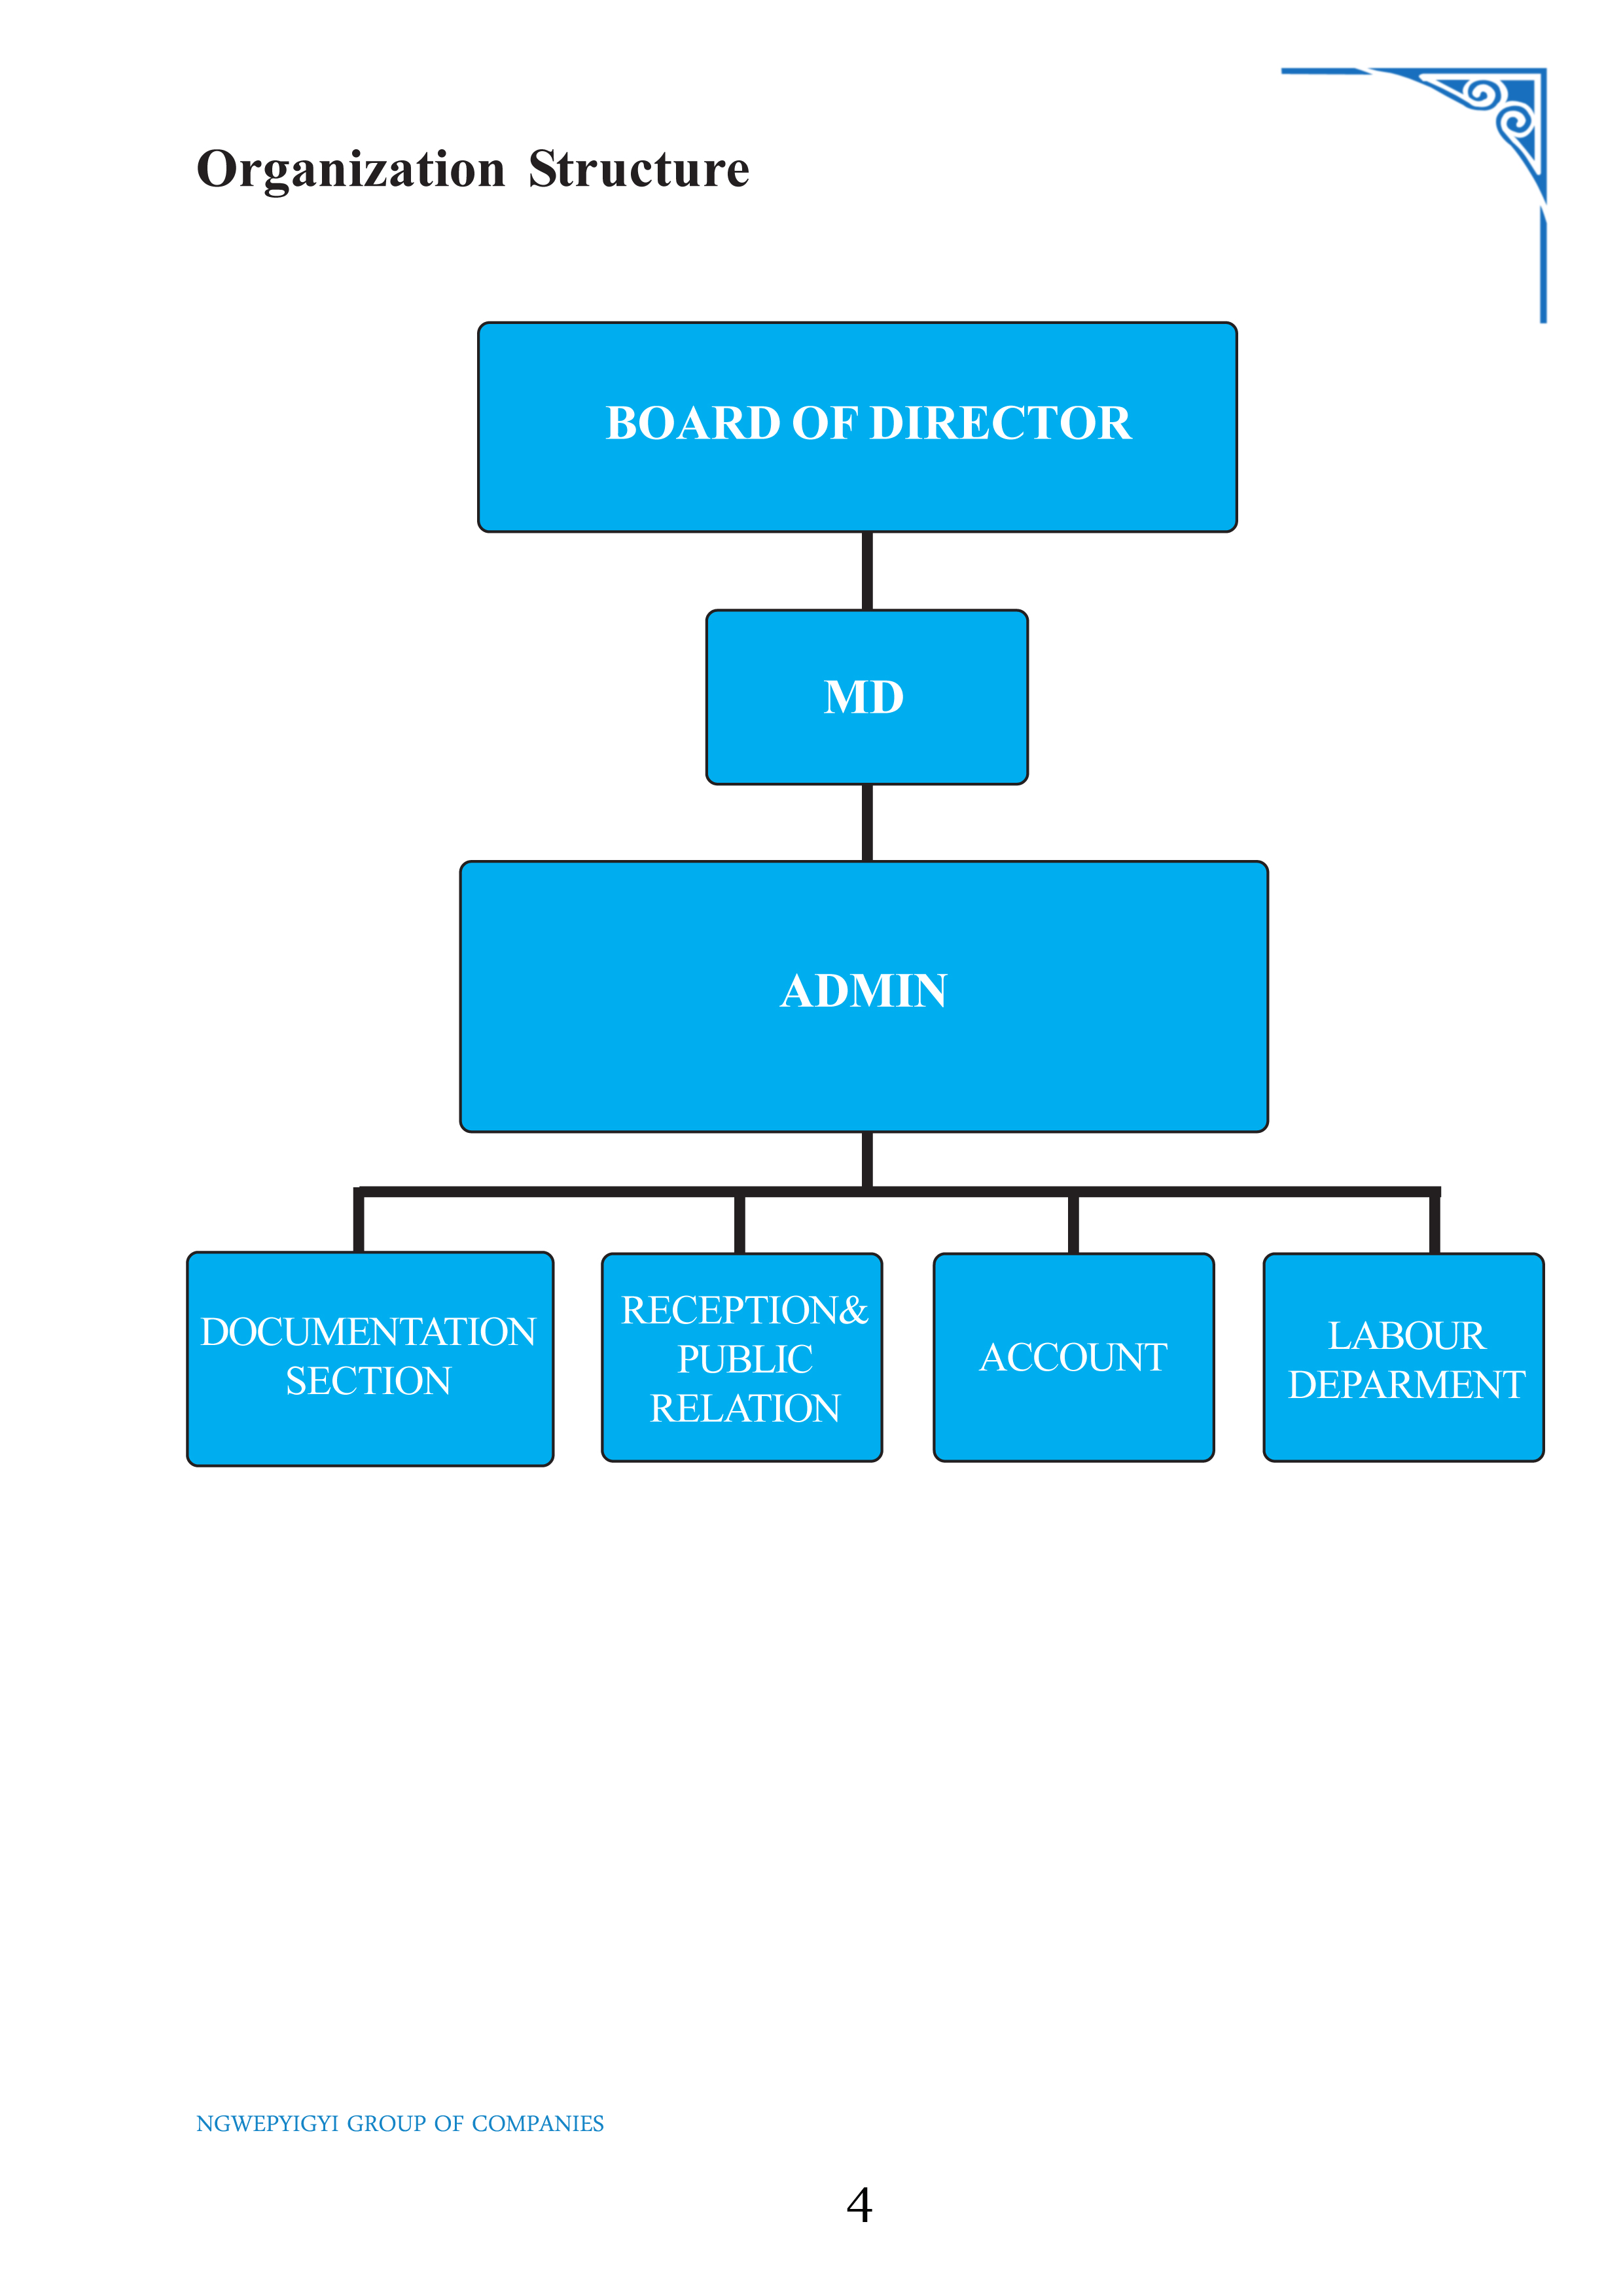 Organization Structure
BOARD OF DIRECTOR
MD
ADMIN
DOCUMENTATION
SECTION
RECEPTION&
PUBLIC
RELATION
ACCOUNT
LABOUR
DEPARMENT
NGWEPYIGYI GROUP OF COMPANIES
4